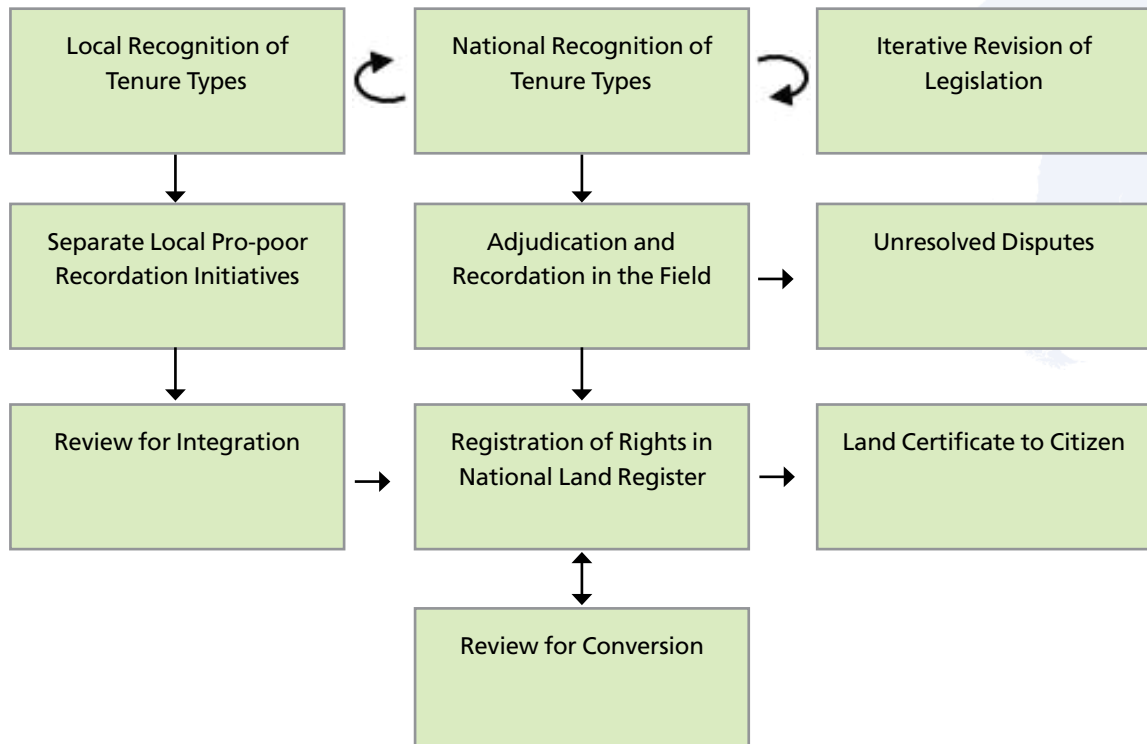 Local Recognition of
Tenure Types
National Recognition of
Tenure Types
Iterative Revision of
Legislation
Separate Local Pro-poor
Recordation Initiatives
Adjudication and
Recordation in the Field
Unresolved Disputes
Review for Integration
Registration of Rights in
National Land Register
Land Certificate to Citizen
Review for Conversion